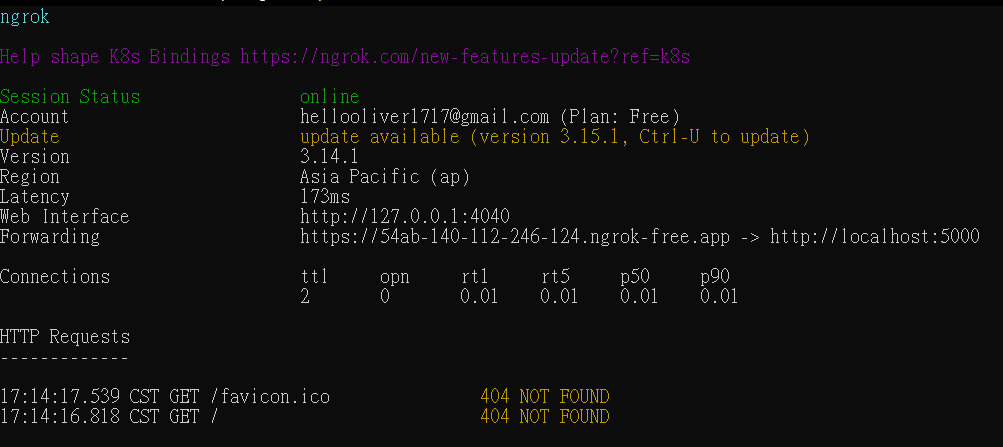 ngrok
Help shape K8s Bindings https://ngrok.com/new-features-update?ref=k8s
Session Status online
Account hellooliver1717@gmail.com (Plan: Free)
Update update available (version 3.15.1, Ctrl-U to update)
Version 3.14.1
Region Asia Pacific (ap)
Latency 173ms
Web Interface http://127.0.0.1:4040
Forwarding https://54ab-140-112-246-124.ngrok-free.app -> http://localhost:5000
Connections ttl opn rt1 rt5 p50 p90
2 0 0.01 0.01 0.01 0.01
HTTP Requests
-------------
17:14:17.539 CST GET /favicon.ico 404 NOT FOUND
17:14:16.818 CST GET / 404 NOT FOUND